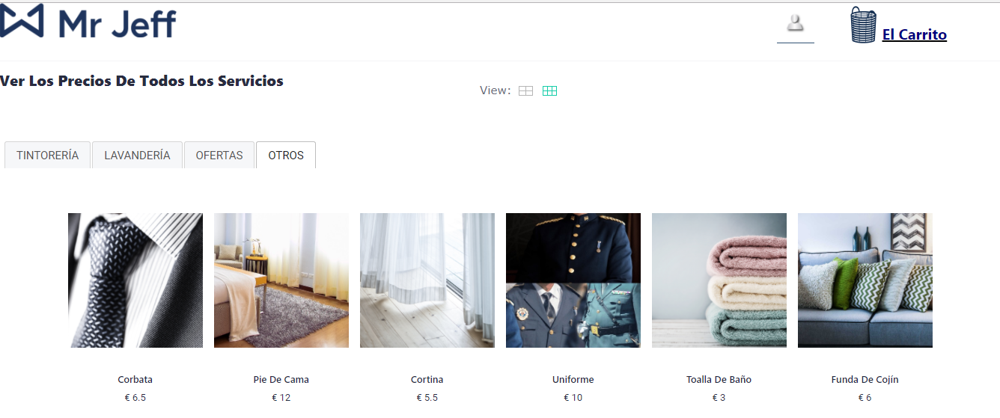 Mr Jeff
El Carrito
Ver Los Precios De Todos Los Servicios
View:
TINTORERÍA LAVANDERÍA OFERTAS OTROS
Corbata Pie De Cama Cortina Uniforme Toalla De Baño Funda De Cojín
€ 6.5 € 12 € 5.5 € 10 € 3 € 6